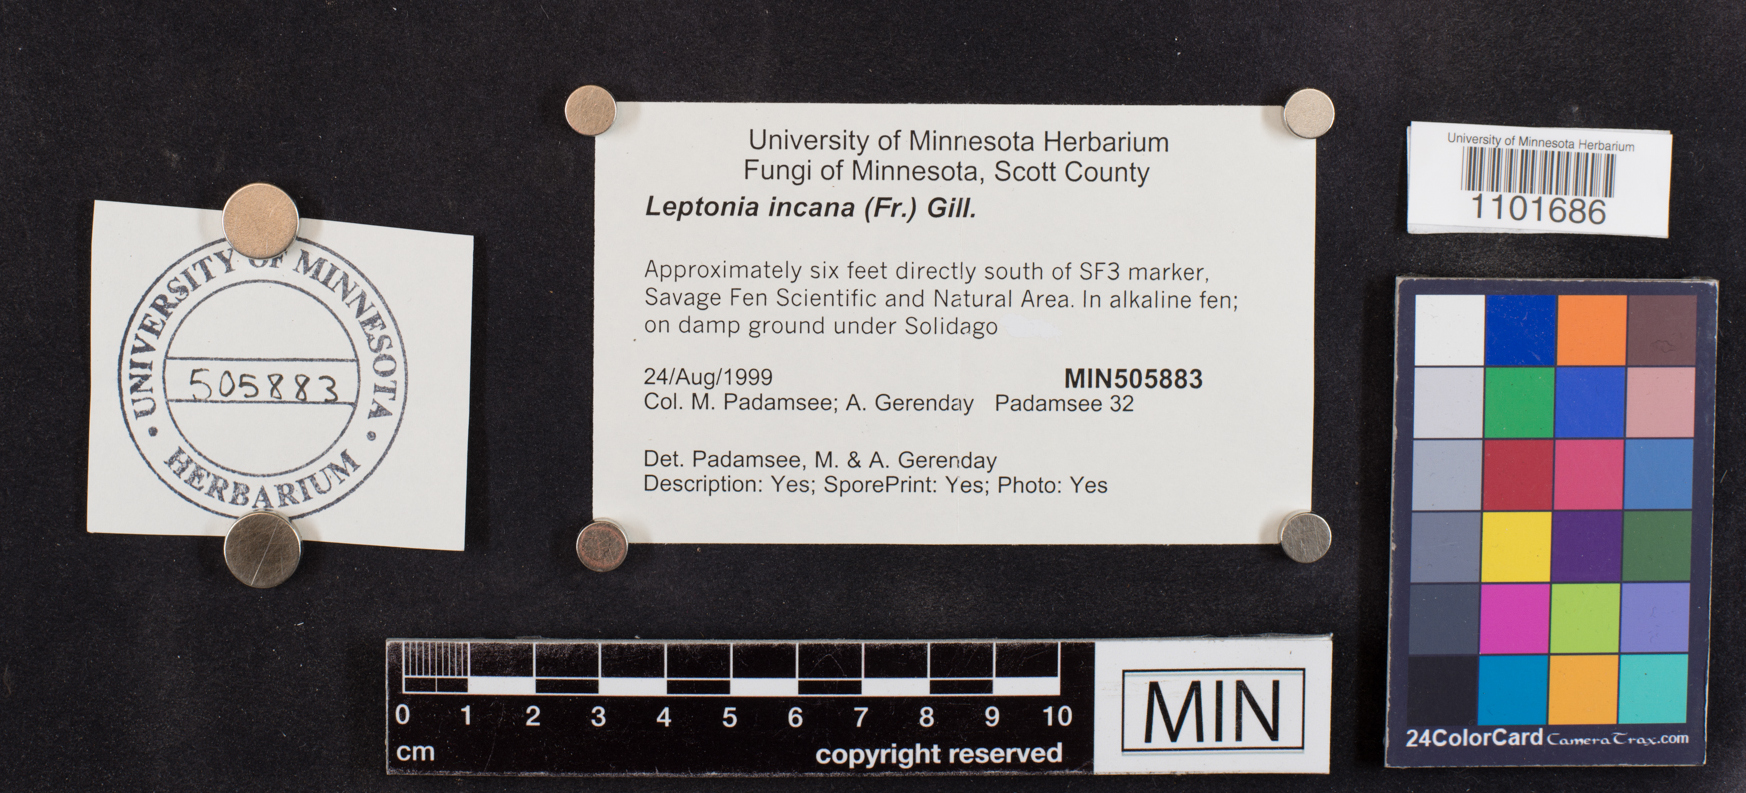 UNIVERSITY OF MINNESOTA
505883
HERBARIUM
University of Minnesota Herbarium
Fungi of Minnesota, Scott County
Leptonia incana (Fr.) Gill.
Approximately six feet directly south of SF3 marker,
Savage Fen Scientific and Natural Area. In alkaline fen;
on damp ground under Solidago
24/Aug/1999 MIN505883
Col. M. Padamsee; A. Gerenday Padamsee 32
Det. Padamsee, M. & A. Gerenday
Description: Yes; SporePrint: Yes; Photo: Yes
University of Minnesota Herbarium
1101686
0 1 2 3 4 5 6 7 8 9 10
cm copyright reserved
MIN
24ColorCard CameraTrax.com